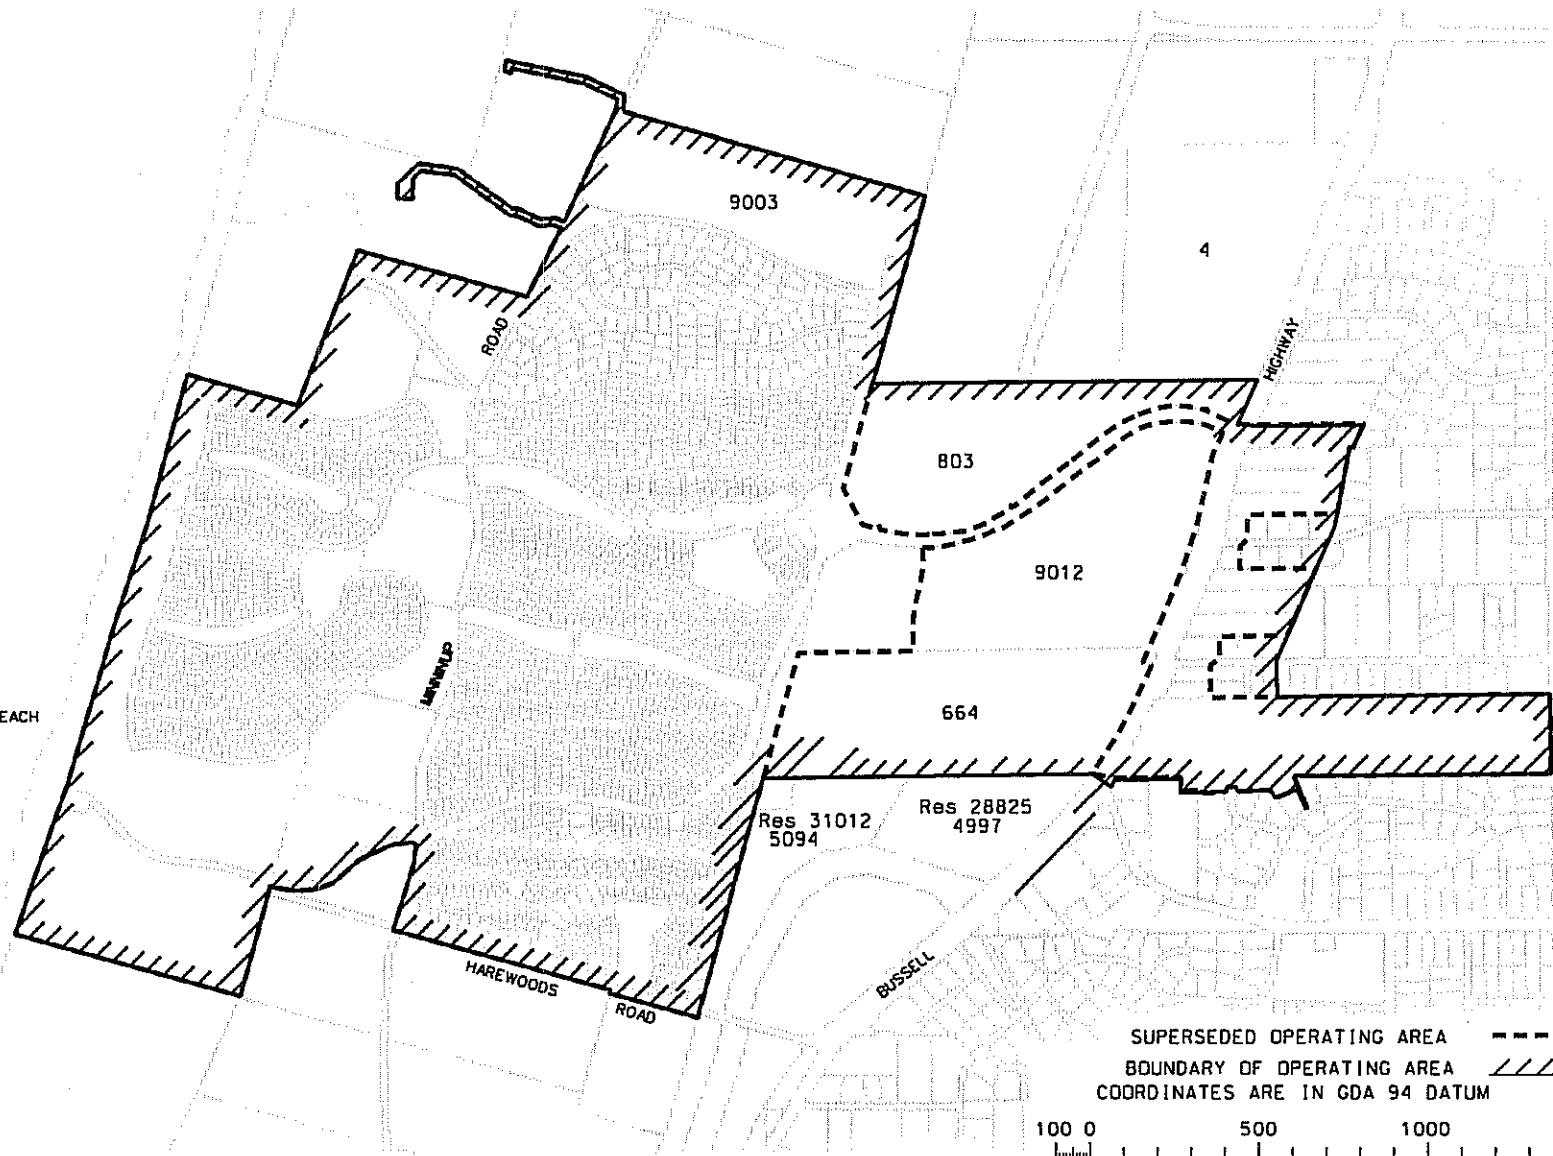 9003
4
HIGHWAY
ROAD
803
9012
MINNINUP
EACH
664
Res 31012
5094
Res 28825
4997
BUSSELL
HAREWOODS
ROAD
SUPERSEDED OPERATING AREA
BOUNDARY OF OPERATING AREA
COORDINATES ARE IN GDA 94 DATUM
100 0 500 1000